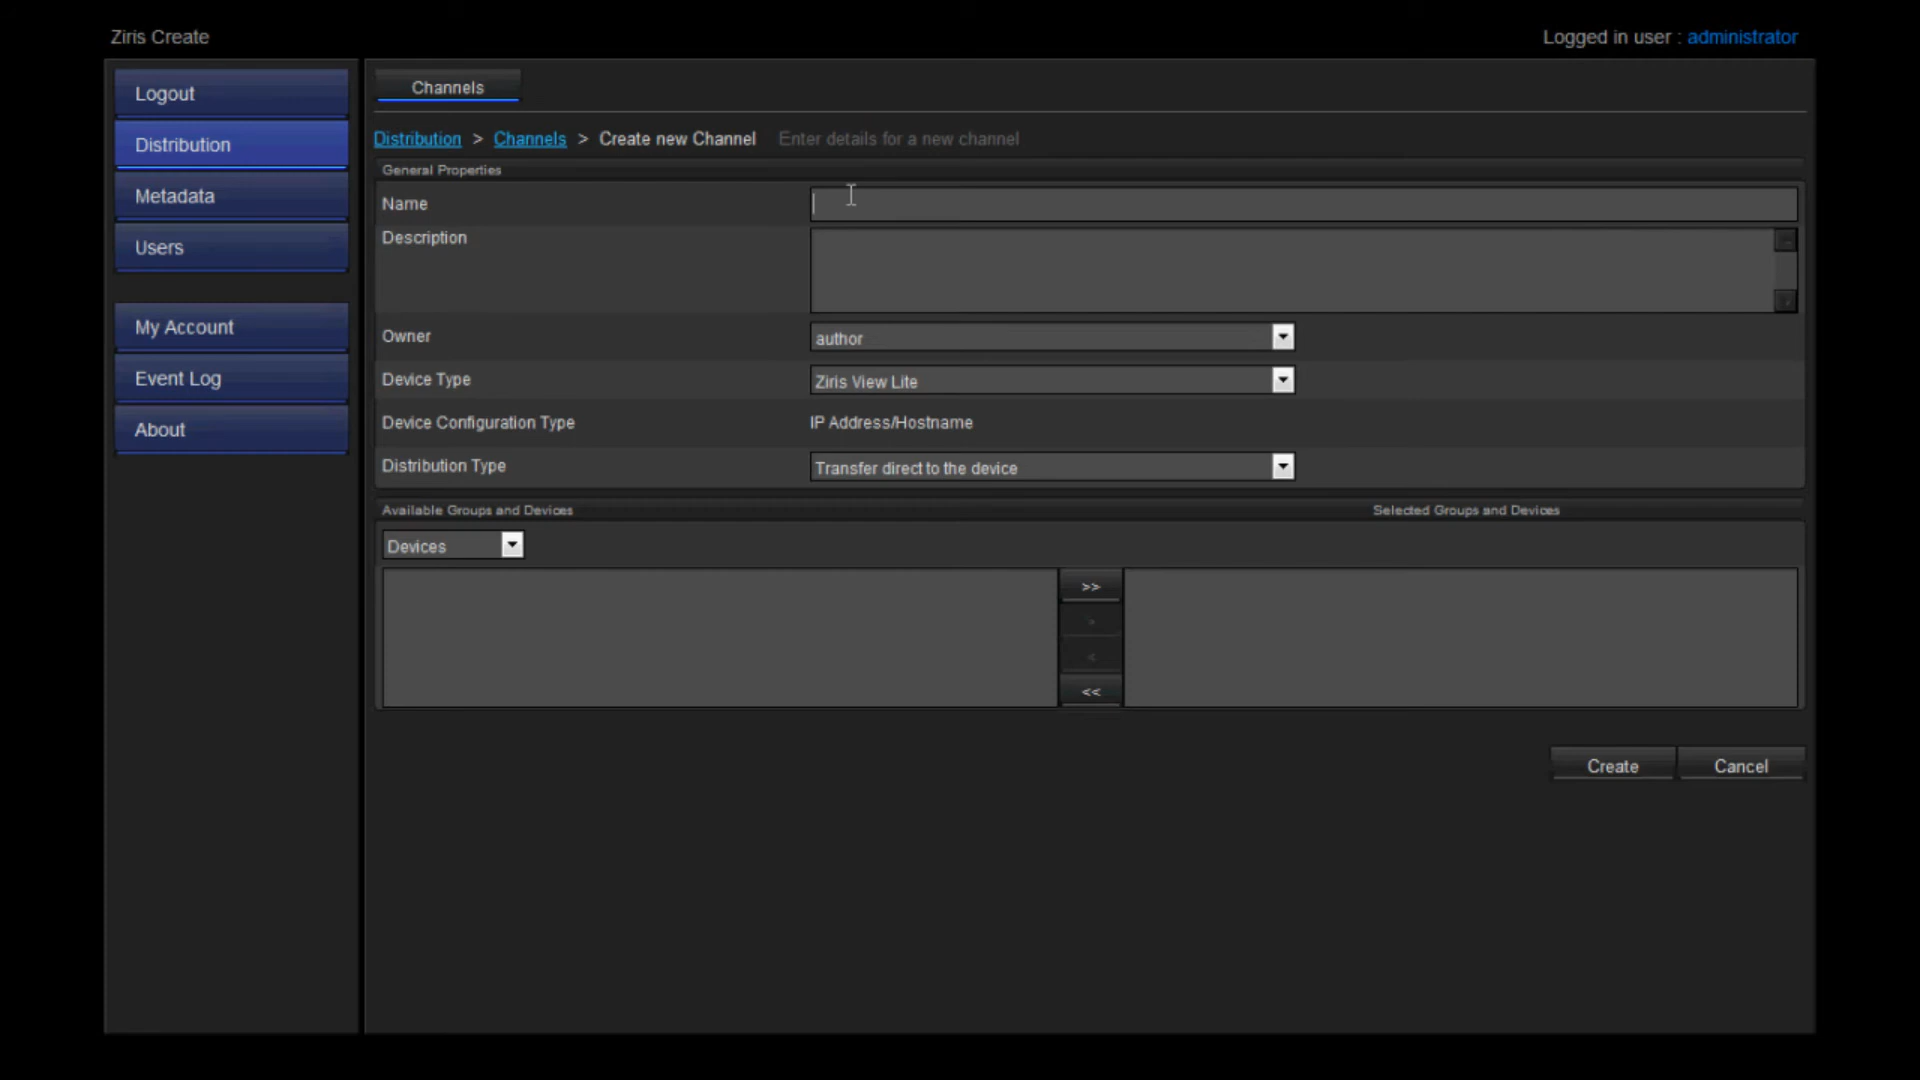 Ziris Create
Logged in user : administrator
Logout
Distribution
Metadata
Users
My Account
Event Log
About
Channels
Distribution > Channels > Create new Channel Enter details for a new channel
General Properties
Name
Description
Owner
author
Device Type
Ziris View Lite
Device Configuration Type
IP Address/Hostname
Distribution Type
Transfer direct to the device
Available Groups and Devices
Selected Groups and Devices
Devices
>>
>
<
<<
Create
Cancel